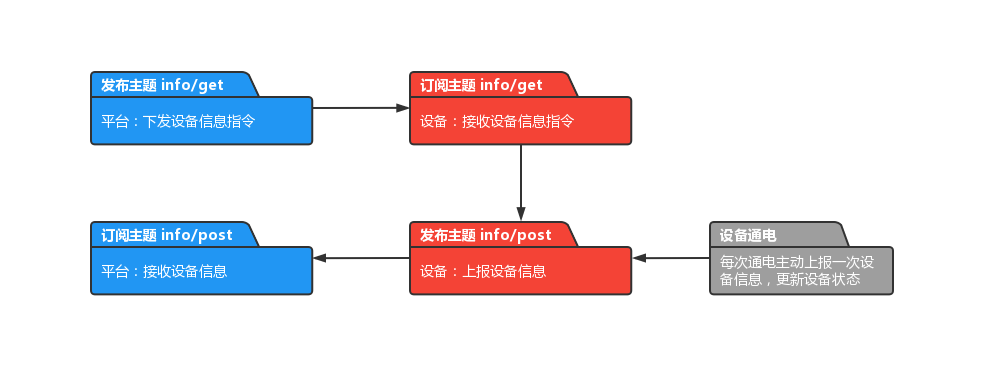 发布主题 info/get
平台：下发设备信息指令
订阅主题 info/get
设备：接收设备信息指令
订阅主题 info/post
平台：接收设备信息
发布主题 info/post
设备：上报设备信息
设备通电
每次通电主动上报一次设
备信息，更新设备状态